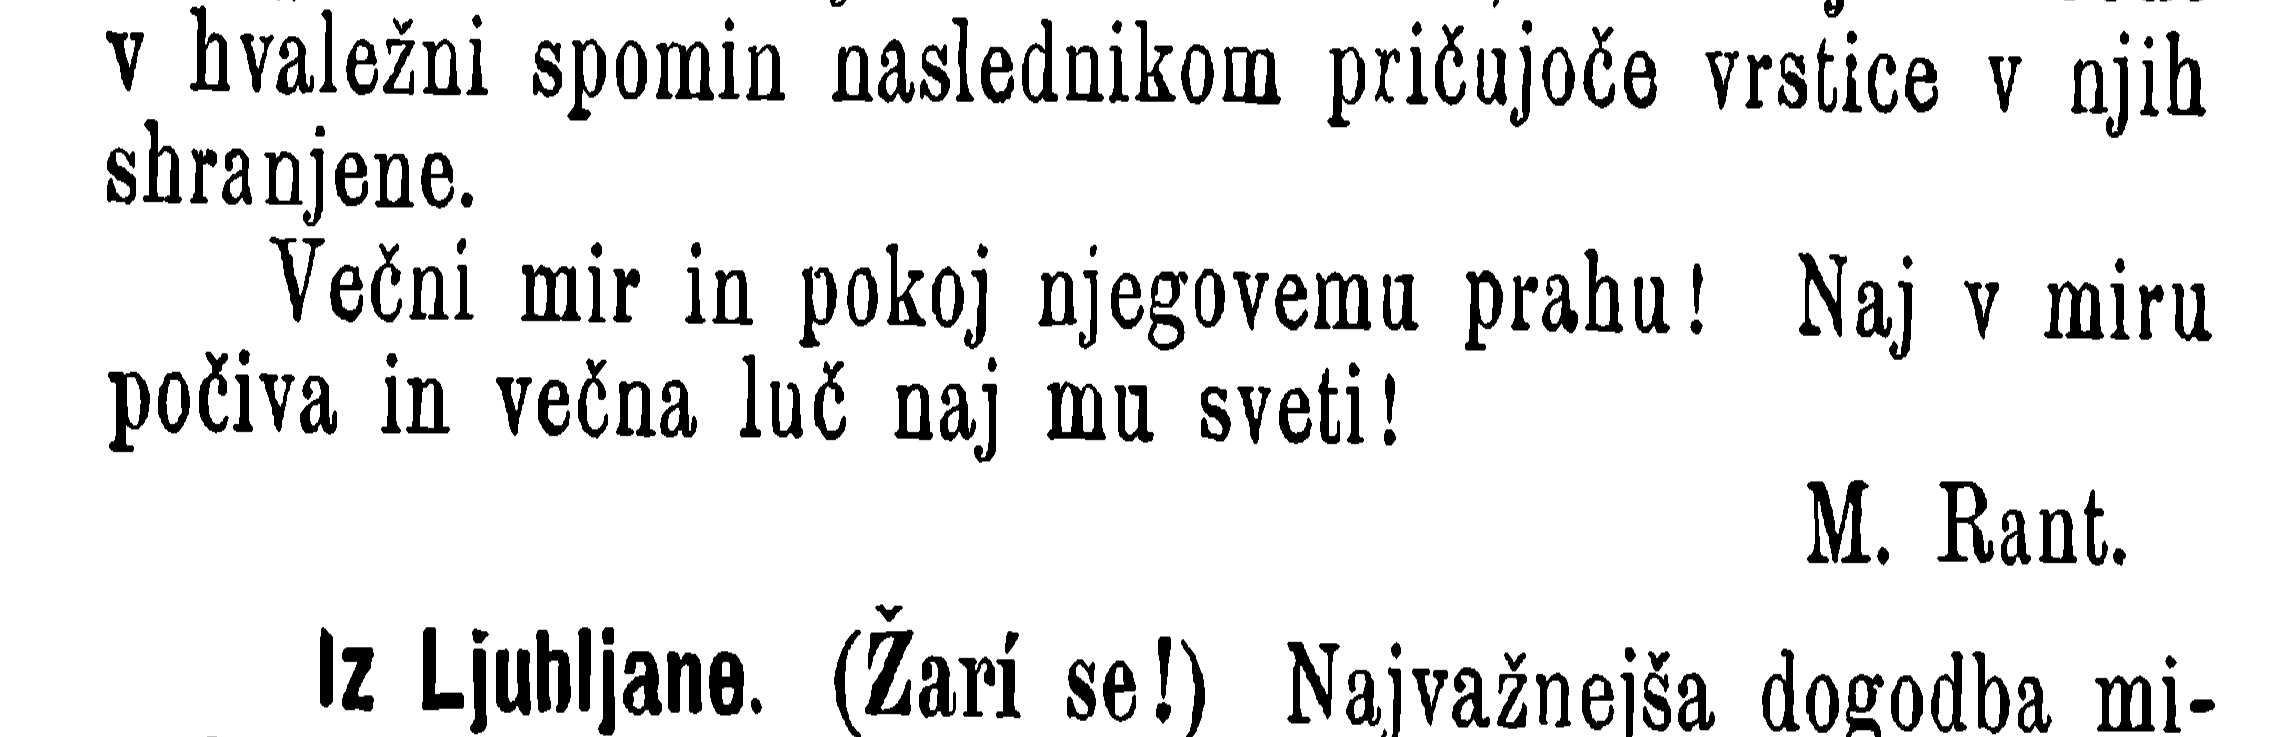 v hvaležni spomin naslednikom pričujoče vrstice v njih
shranjene.
Večni mir in pokoj njegovemu prahu! Naj v miru
počiva in večna luč naj mu sveti!
M. Rant.
Iz Ljubljane. (Žarí se!) Najvažnejša dogodba mi-